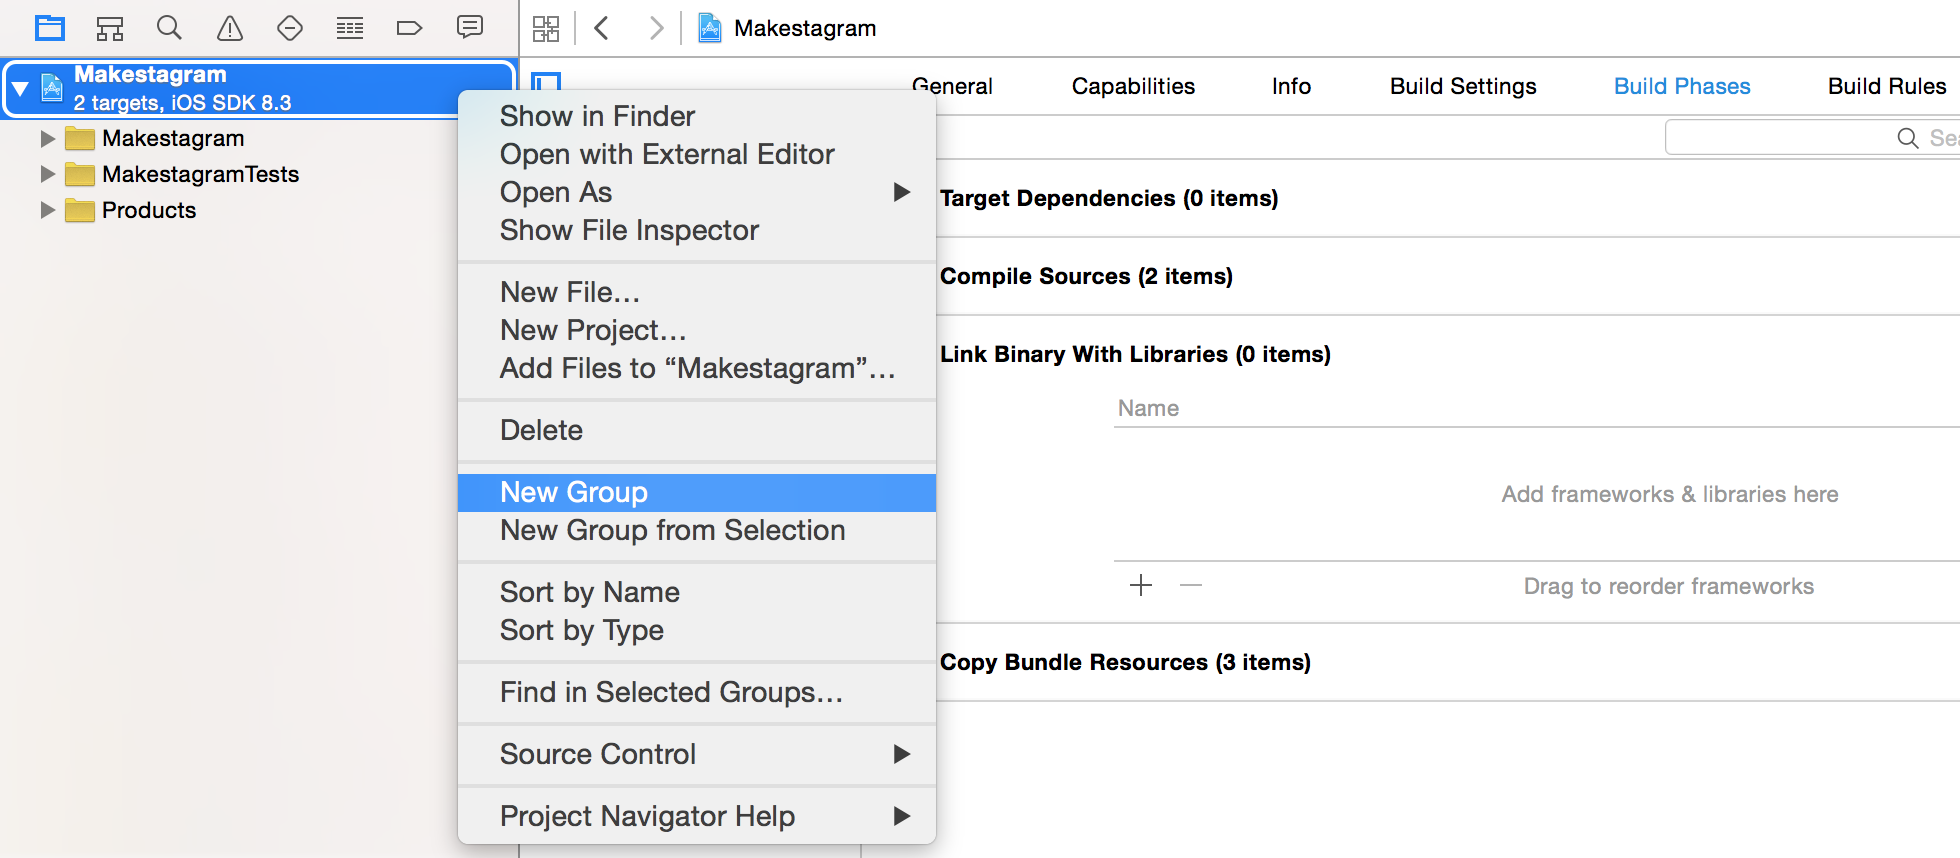 Makestagram
Makestagram
2 targets, iOS SDK 8.3
Makestagram
MakestagramTests
Products
Show in Finder
Open with External Editor
Open As
Show File Inspector
New File…
New Project…
Add Files to “Makestagram”…
Delete
New Group
New Group from Selection
Sort by Name
Sort by Type
Find in Selected Groups…
Source Control
Project Navigator Help
General Capabilities Info Build Settings Build Phases Build Rules
Target Dependencies (0 items)
Compile Sources (2 items)
Link Binary With Libraries (0 items)
Name
Add frameworks & libraries here
Drag to reorder frameworks
Copy Bundle Resources (3 items)